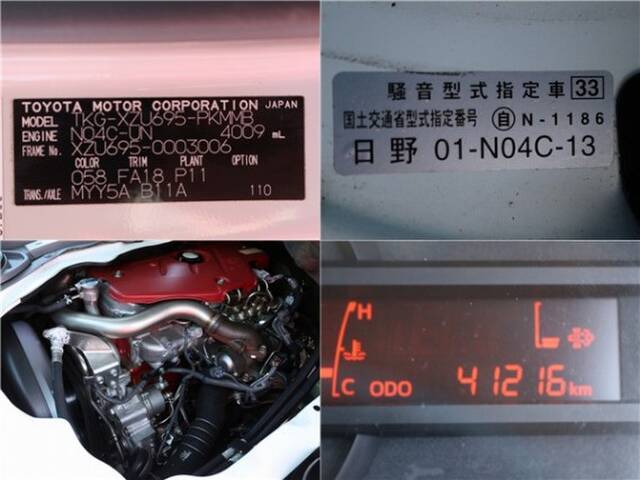 TOYOTA MOTOR CORPORATION JAPAN
MODEL TKG-XZU695-PKMMB
ENGINE N04C-UN 4009 mL
FRAME No. XZU695-0003006
COLOR TRIM PLANT OPTION
058 FA18 P11
TRANS./AXLE MYY5A B11A 110
騒音型式指定車 33
国土交通省型式指定番号 自 N-1186
日野 01-N04C-13
H
C ODO 41216 km